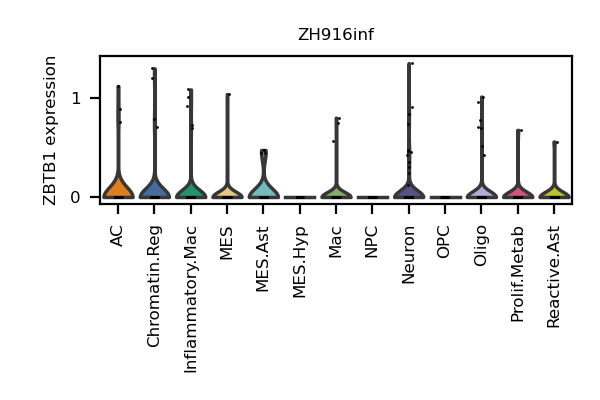 ZH916inf
ZBTB1 expression
1
0
AC
Chromatin.Reg
Inflammatory.Mac
MES
MES.Ast
MES.Hyp
Mac
NPC
Neuron
OPC
Oligo
Prolif.Metab
Reactive.Ast